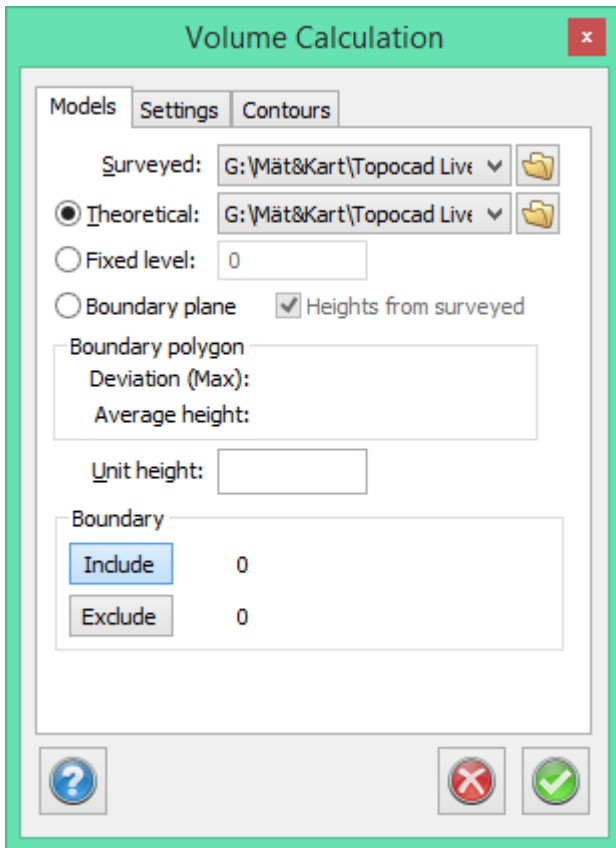 Volume Calculation
x
Models Settings Contours
Surveyed: G:\Mät&Kart\Topocad Live
Theoretical: G:\Mät&Kart\Topocad Live
Fixed level: 0
Boundary plane Heights from surveyed
Boundary polygon
Deviation (Max):
Average height:
Unit height:
Boundary
Include 0
Exclude 0
?